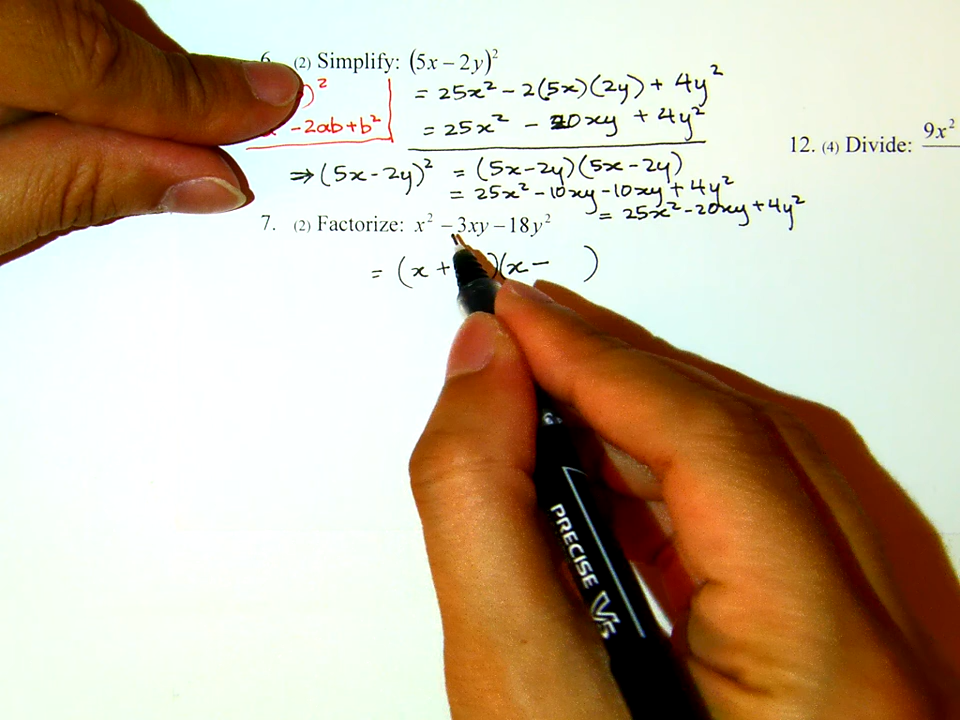 6. (2) Simplify: (5x − 2y)²
)²
−2ab+b²
= 25x² − 2(5x)(2y) + 4y²
= 25x² − 20xy + 4y²
⇒ (5x−2y)² = (5x−2y)(5x−2y)
= 25x² −10xy −10xy + 4y²
= 25x² −20xy + 4y²
7. (2) Factorize: x² − 3xy − 18y²
= (x + )(x − )
12. (4) Divide: 9x²
PRECISE V5